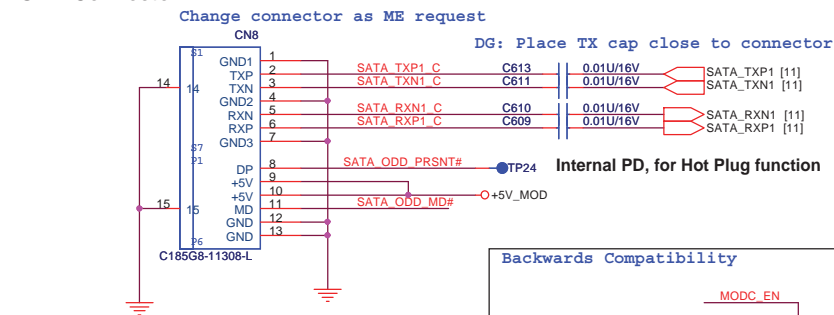 Change connector as ME request
CN8
DG: Place TX cap close to connector
S1
GND1 1
TXP 2 SATA_TXP1_C C613 0.01U/16V SATA_TXP1 [11]
14 14 TXN 3 SATA_TXN1_C C611 0.01U/16V SATA_TXN1 [11]
GND2 4
RXN 5 SATA_RXN1_C C610 0.01U/16V SATA_RXN1 [11]
RXP 6 SATA_RXP1_C C609 0.01U/16V SATA_RXP1 [11]
GND3 7
S7
P1
DP 8 SATA_ODD_PRSNT# TP24 Internal PD, for Hot Plug function
+5V 9
+5V 10 +5V_MOD
15 15 MD 11 SATA_ODD_MD#
GND 12
GND 13
P6
C185G8-11308-L
Backwards Compatibility
MODC_EN